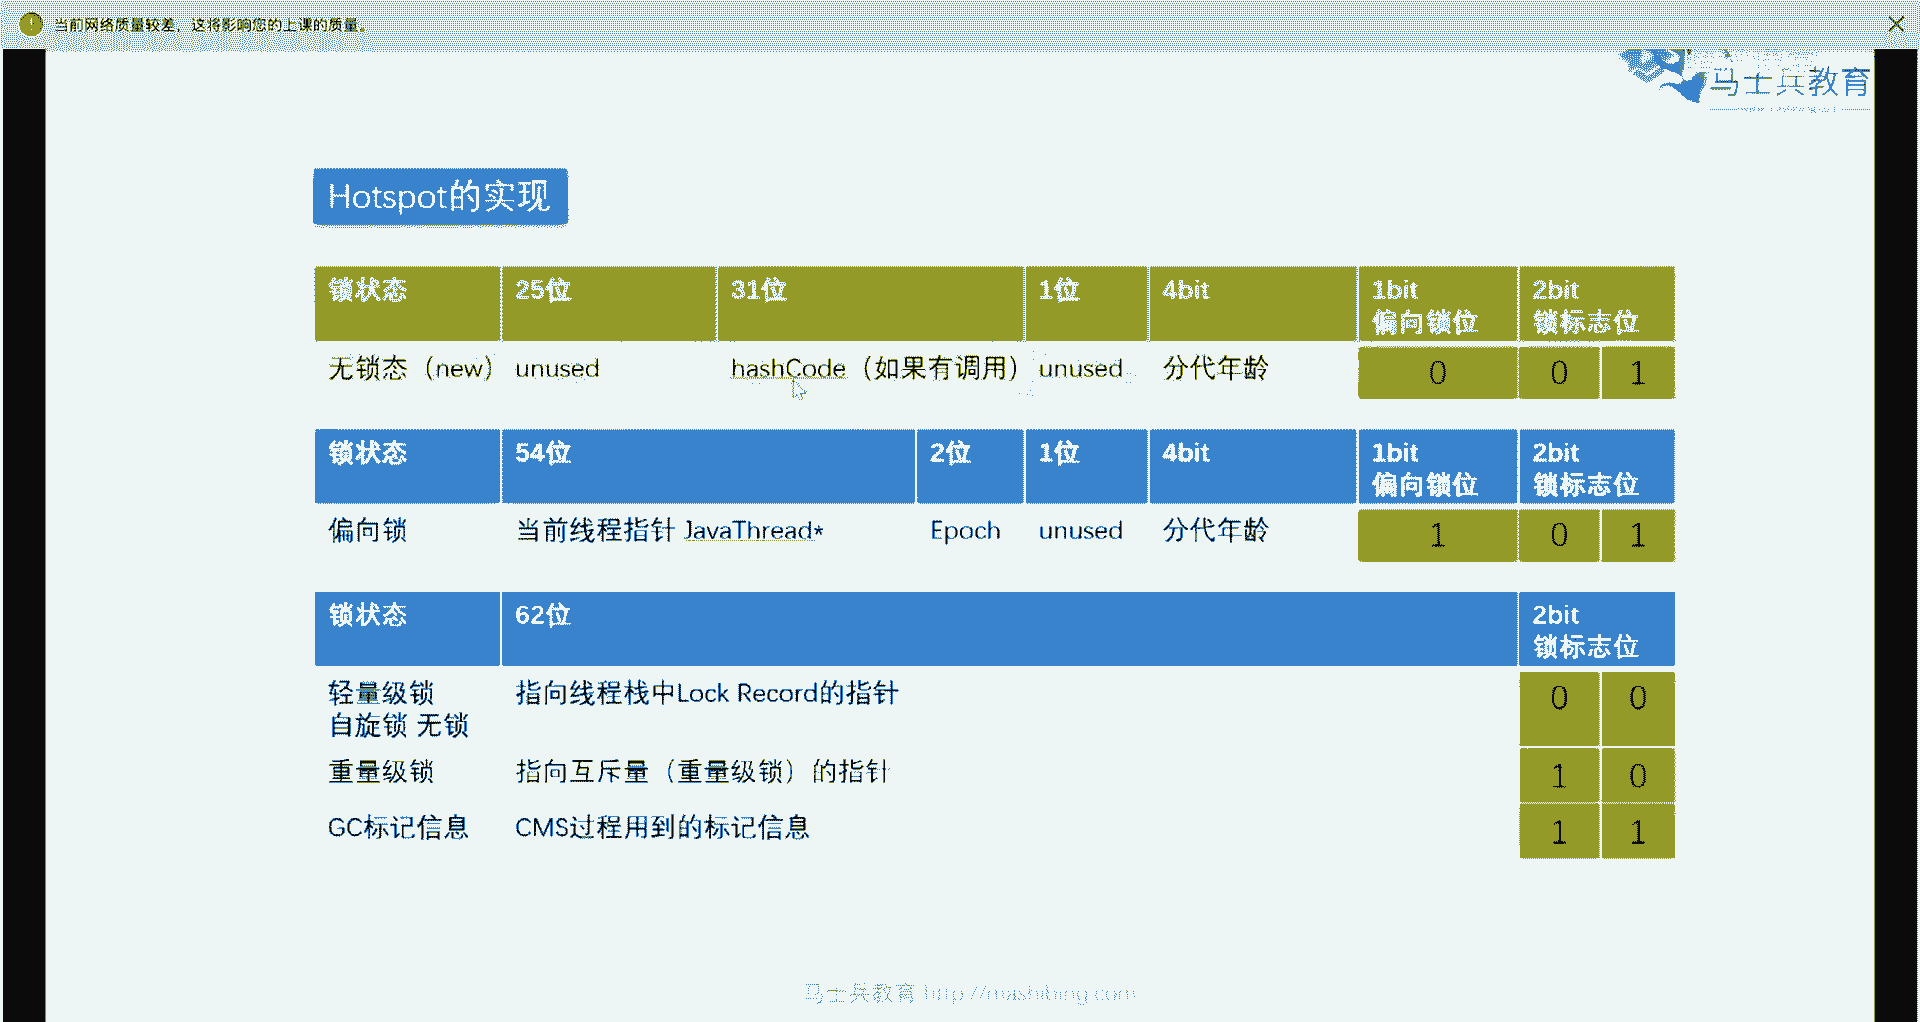 当前网络质量较差，这将影响您的上课的质量。
马士兵教育
Hotspot的实现
锁状态 25位 31位 1位 4bit 1bit 2bit
偏向锁位 锁标志位
无锁态（new） unused hashCode（如果有调用） unused 分代年龄 0 0 1
锁状态 54位 2位 1位 4bit 1bit 2bit
偏向锁位 锁标志位
偏向锁 当前线程指针 JavaThread* Epoch unused 分代年龄 1 0 1
锁状态 62位 2bit
锁标志位
轻量级锁 指向线程栈中Lock Record的指针 0 0
自旋锁 无锁
重量级锁 指向互斥量（重量级锁）的指针 1 0
GC标记信息 CMS过程用到的标记信息 1 1
马士兵教育 http://mashibing.com